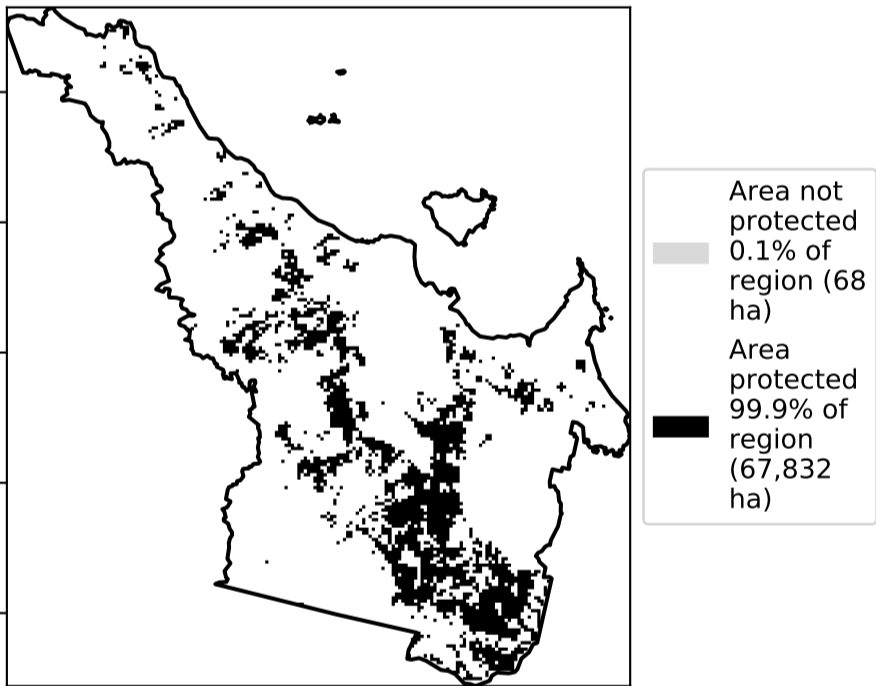 Area not
protected
0.1% of
region (68
ha)
Area
protected
99.9% of
region
(67,832
ha)